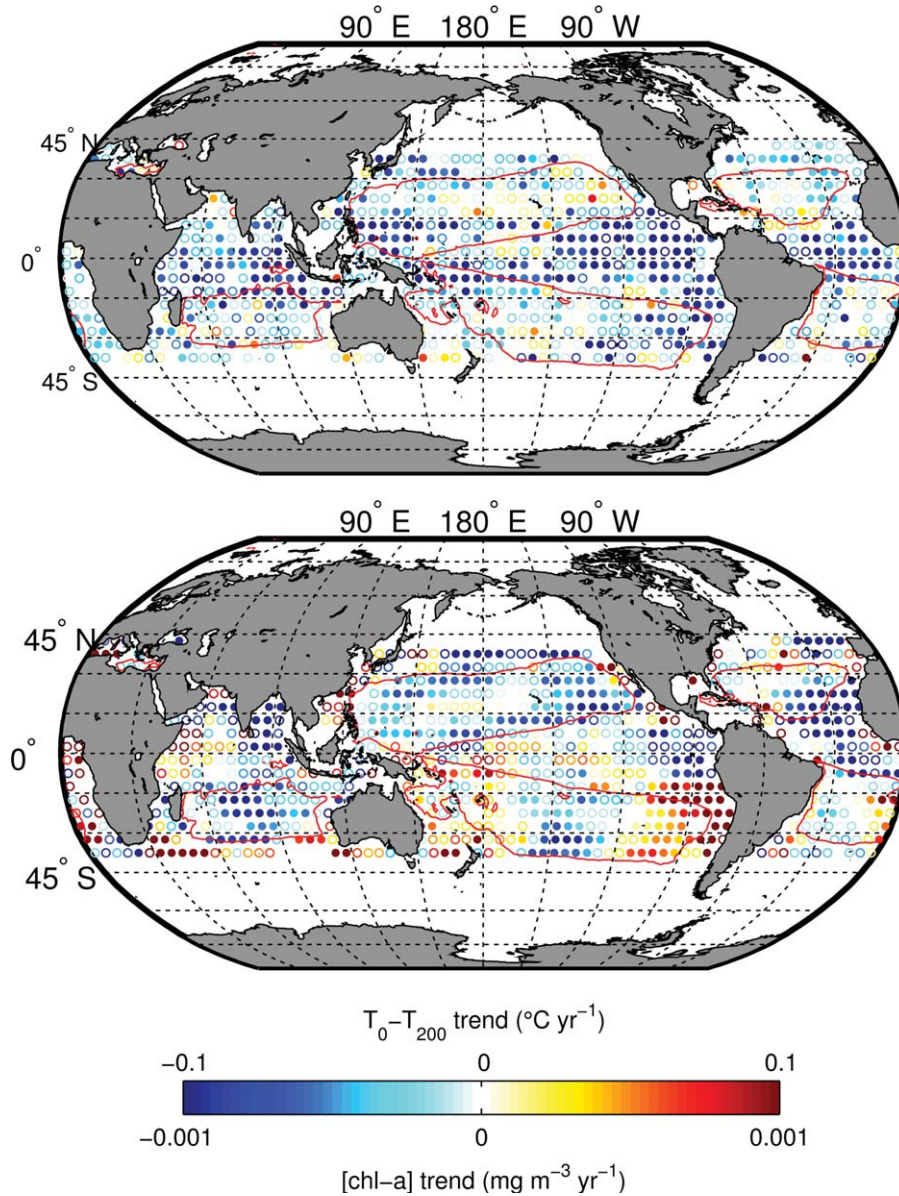 90° E 180° E 90° W
45° N
0°
45° S
90° E 180° E 90° W
45° N
0°
45° S
T₀−T₂₀₀ trend (°C yr⁻¹)
−0.1 0 0.1
−0.001 0 0.001
[chl−a] trend (mg m⁻³ yr⁻¹)